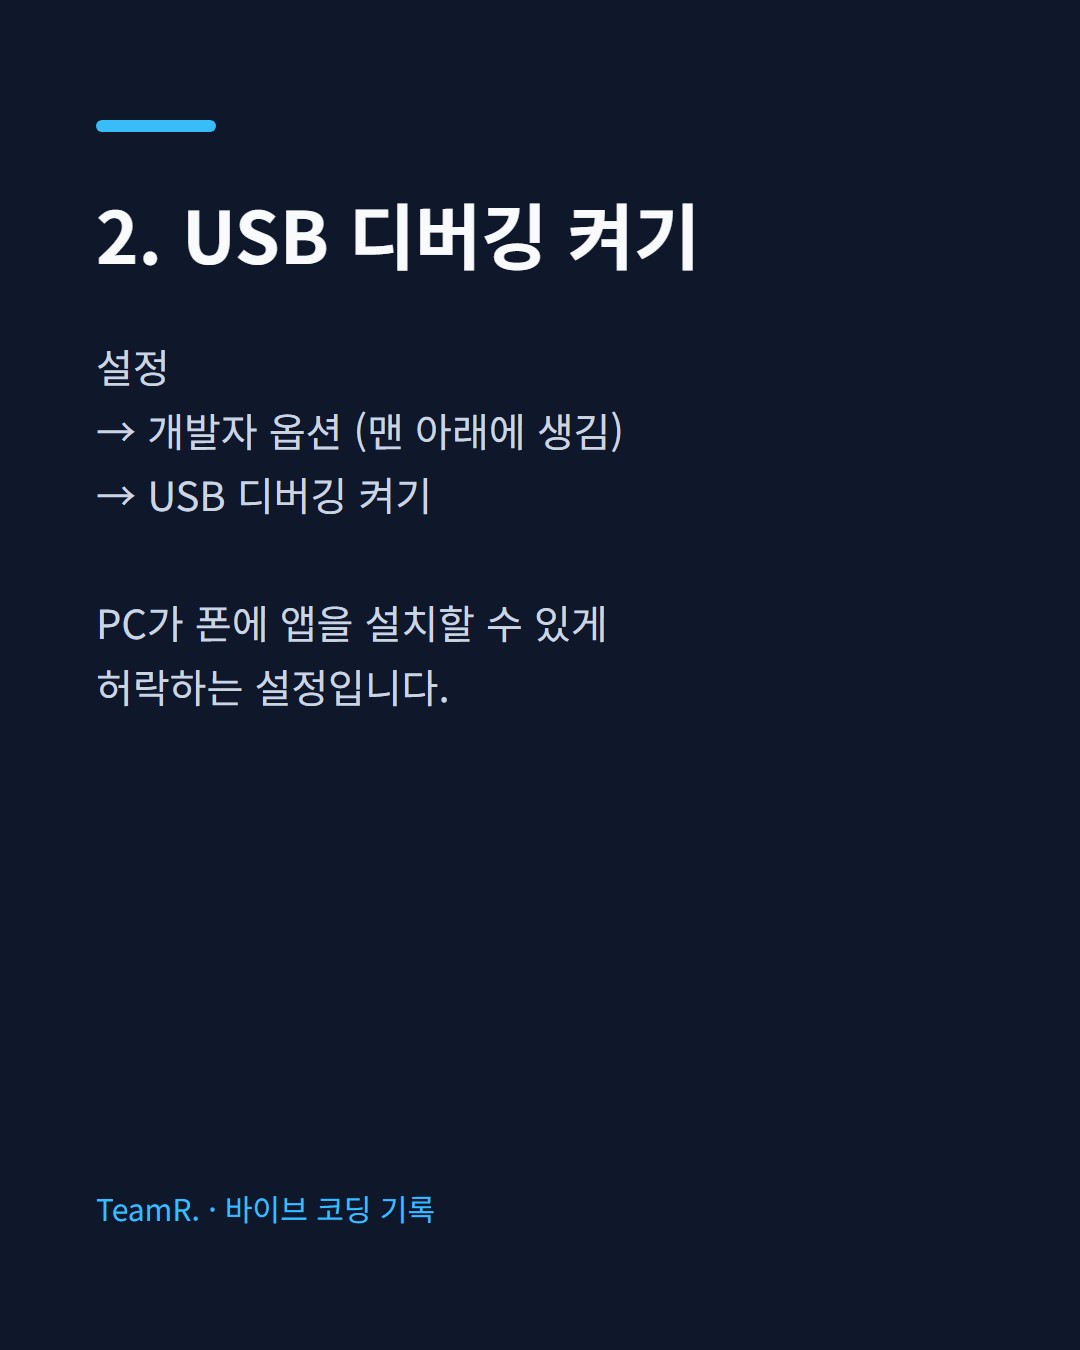 2. USB 디버깅 켜기
설정
→ 개발자 옵션 (맨 아래에 생김)
→ USB 디버깅 켜기
PC가 폰에 앱을 설치할 수 있게
허락하는 설정입니다.
TeamR. · 바이브 코딩 기록